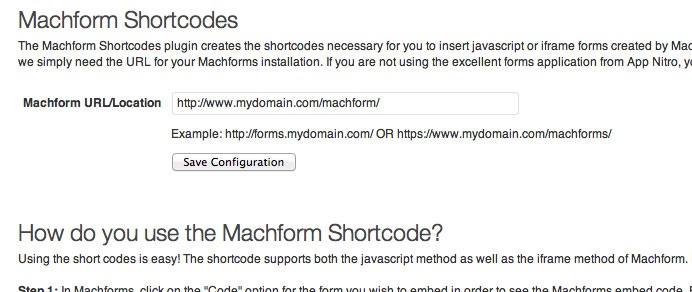 Machform Shortcodes
The Machform Shortcodes plugin creates the shortcodes necessary for you to insert javascript or iframe forms created by
we simply need the URL for your Machforms installation. If you are not using the excellent forms application from App Nitro,
Machform URL/Location
http://www.mydomain.com/machform/
Example: http://forms.mydomain.com/ OR https://www.mydomain.com/machforms/
Save Configuration
How do you use the Machform Shortcode?
Using the short codes is easy! The shortcode supports both the javascript method as well as the iframe method of Machform.
Step 1: In Machforms, click on the "Code" option for the form you wish to embed in order to see the Machforms embed code.